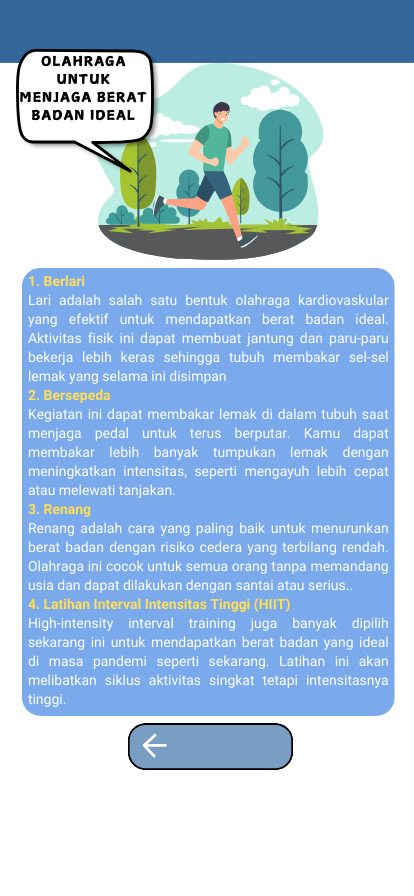 OLAHRAGA
UNTUK
MENJAGA BERAT
BADAN IDEAL
1. Berlari
Lari adalah salah satu bentuk olahraga kardiovaskular
yang efektif untuk mendapatkan berat badan ideal.
Aktivitas fisik ini dapat membuat jantung dan paru-paru
bekerja lebih keras sehingga tubuh membakar sel-sel
lemak yang selama ini disimpan
2. Bersepeda
Kegiatan ini dapat membakar lemak di dalam tubuh saat
menjaga pedal untuk terus berputar. Kamu dapat
membakar lebih banyak tumpukan lemak dengan
meningkatkan intensitas, seperti mengayuh lebih cepat
atau melewati tanjakan.
3. Renang
Renang adalah cara yang paling baik untuk menurunkan
berat badan dengan risiko cedera yang terbilang rendah.
Olahraga ini cocok untuk semua orang tanpa memandang
usia dan dapat dilakukan dengan santai atau serius..
4. Latihan Interval Intensitas Tinggi (HIIT)
High-intensity interval training juga banyak dipilih
sekarang ini untuk mendapatkan berat badan yang ideal
di masa pandemi seperti sekarang. Latihan ini akan
melibatkan siklus aktivitas singkat tetapi intensitasnya
tinggi.